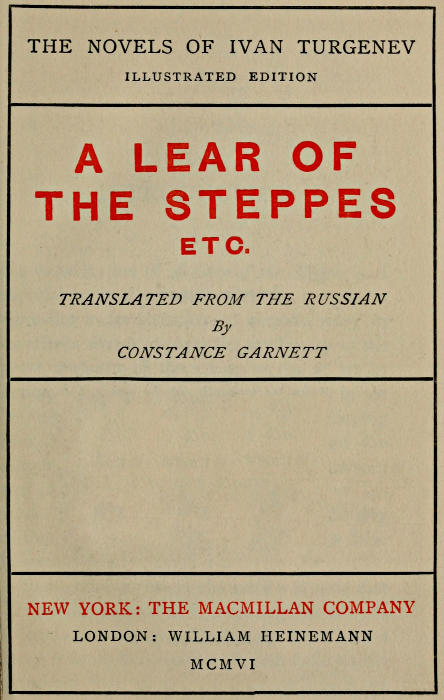 THE NOVELS OF IVAN TURGENEV
ILLUSTRATED EDITION
A LEAR OF
THE STEPPES
ETC.
TRANSLATED FROM THE RUSSIAN
By
CONSTANCE GARNETT
NEW YORK: THE MACMILLAN COMPANY
LONDON: WILLIAM HEINEMANN
MCMVI